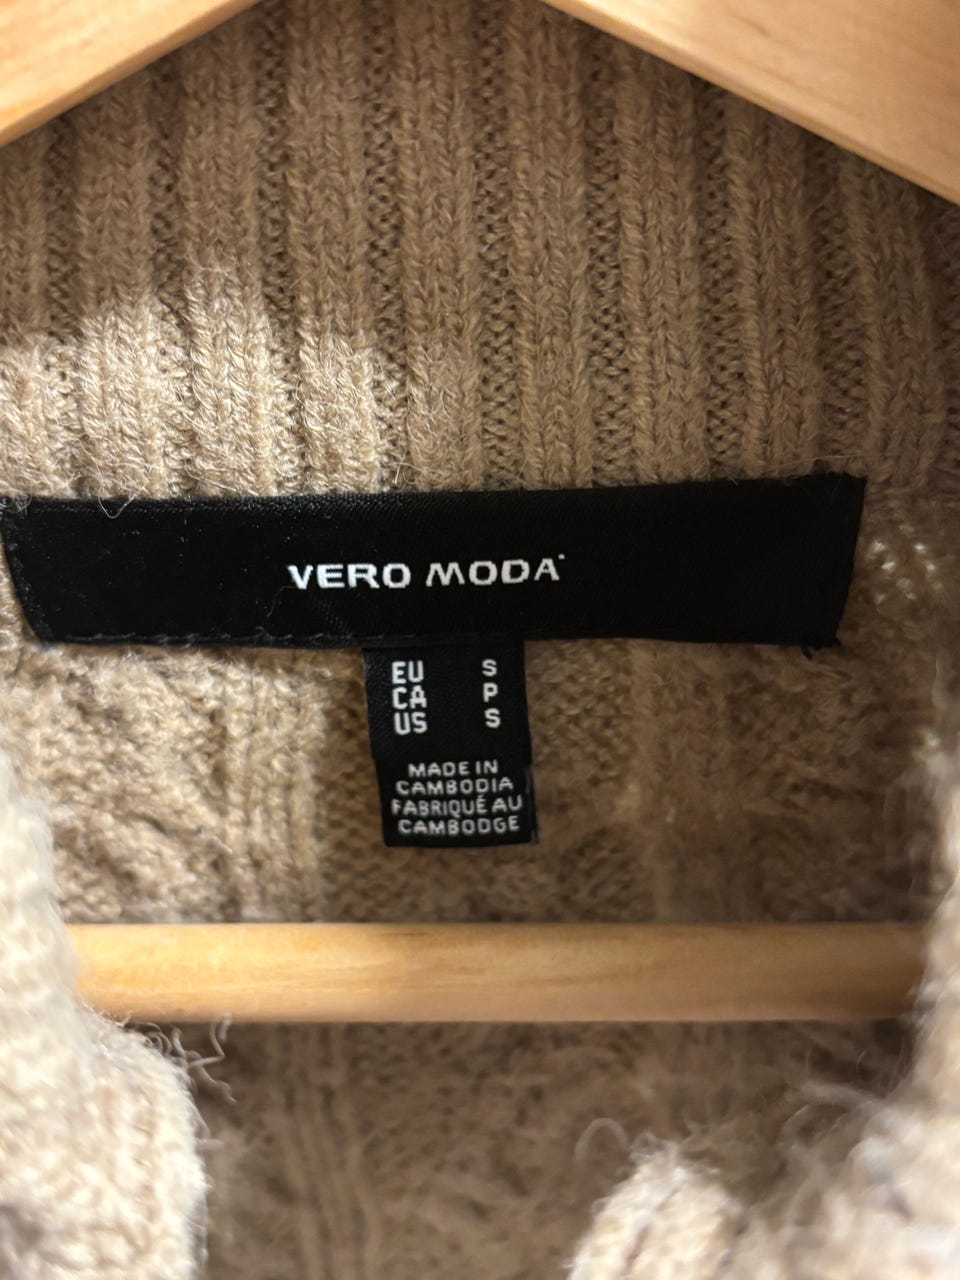 VERO MODA
EU S
CA P
US S
MADE IN
CAMBODIA
FABRIQUÉ AU
CAMBODGE